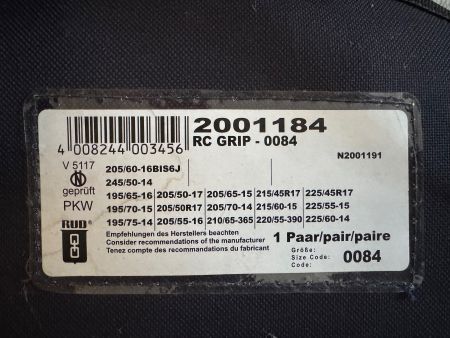 2001184
RC GRIP - 0084
4 008244 003456
N2001191
V 5117
N
geprüft
PKW
RUD
205/60-16BIS6J
245/50-14
195/65-16 205/50-17 205/65-15 215/45R17 225/45R17
195/70-15 205/50R17 205/70-14 215/60-15 225/55-15
195/75-14 205/55-16 210/65-365 220/55-390 225/60-14
Empfehlungen des Herstellers beachten
Consider recommendations of the manufacturer
Tenez compte des recommandations du fabricant
1 Paar/pair/paire
Größe:
Size Code: 0084
Code: